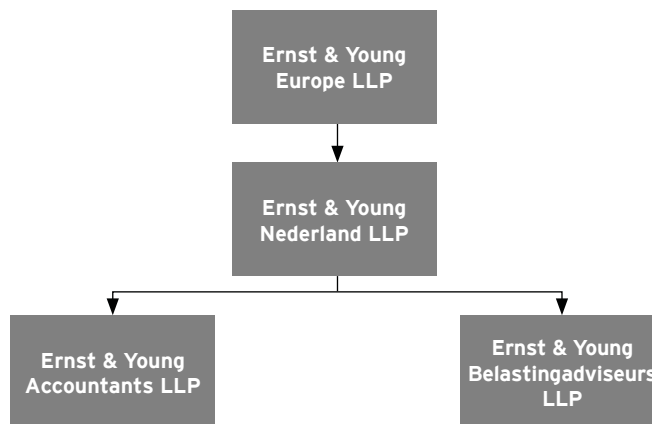 Ernst & Young
Europe LLP
Ernst & Young
Nederland LLP
Ernst & Young
Accountants LLP
Ernst & Young
Belastingadviseurs
LLP